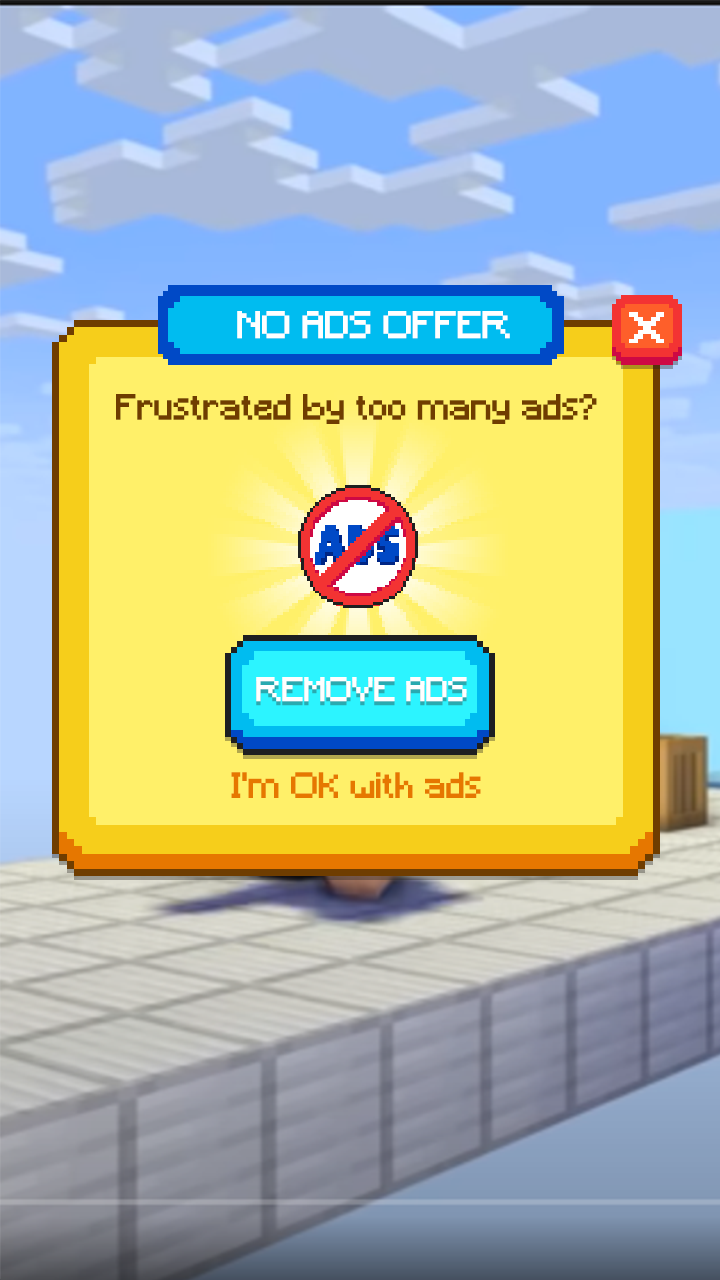 NO ADS OFFER
X
Frustrated by too many ads?
ADS
REMOVE ADS
I'm OK with ads